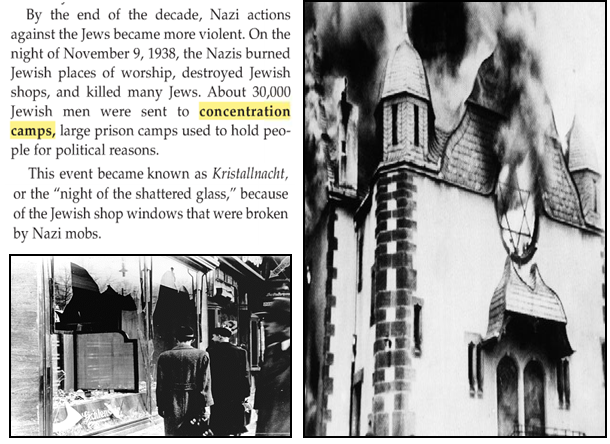 By the end of the decade, Nazi actions
against the Jews became more violent. On the
night of November 9, 1938, the Nazis burned
Jewish places of worship, destroyed Jewish
shops, and killed many Jews. About 30,000
Jewish men were sent to concentration
camps, large prison camps used to hold peo-
ple for political reasons.
This event became known as Kristallnacht,
or the “night of the shattered glass,” because
of the Jewish shop windows that were broken
by Nazi mobs.